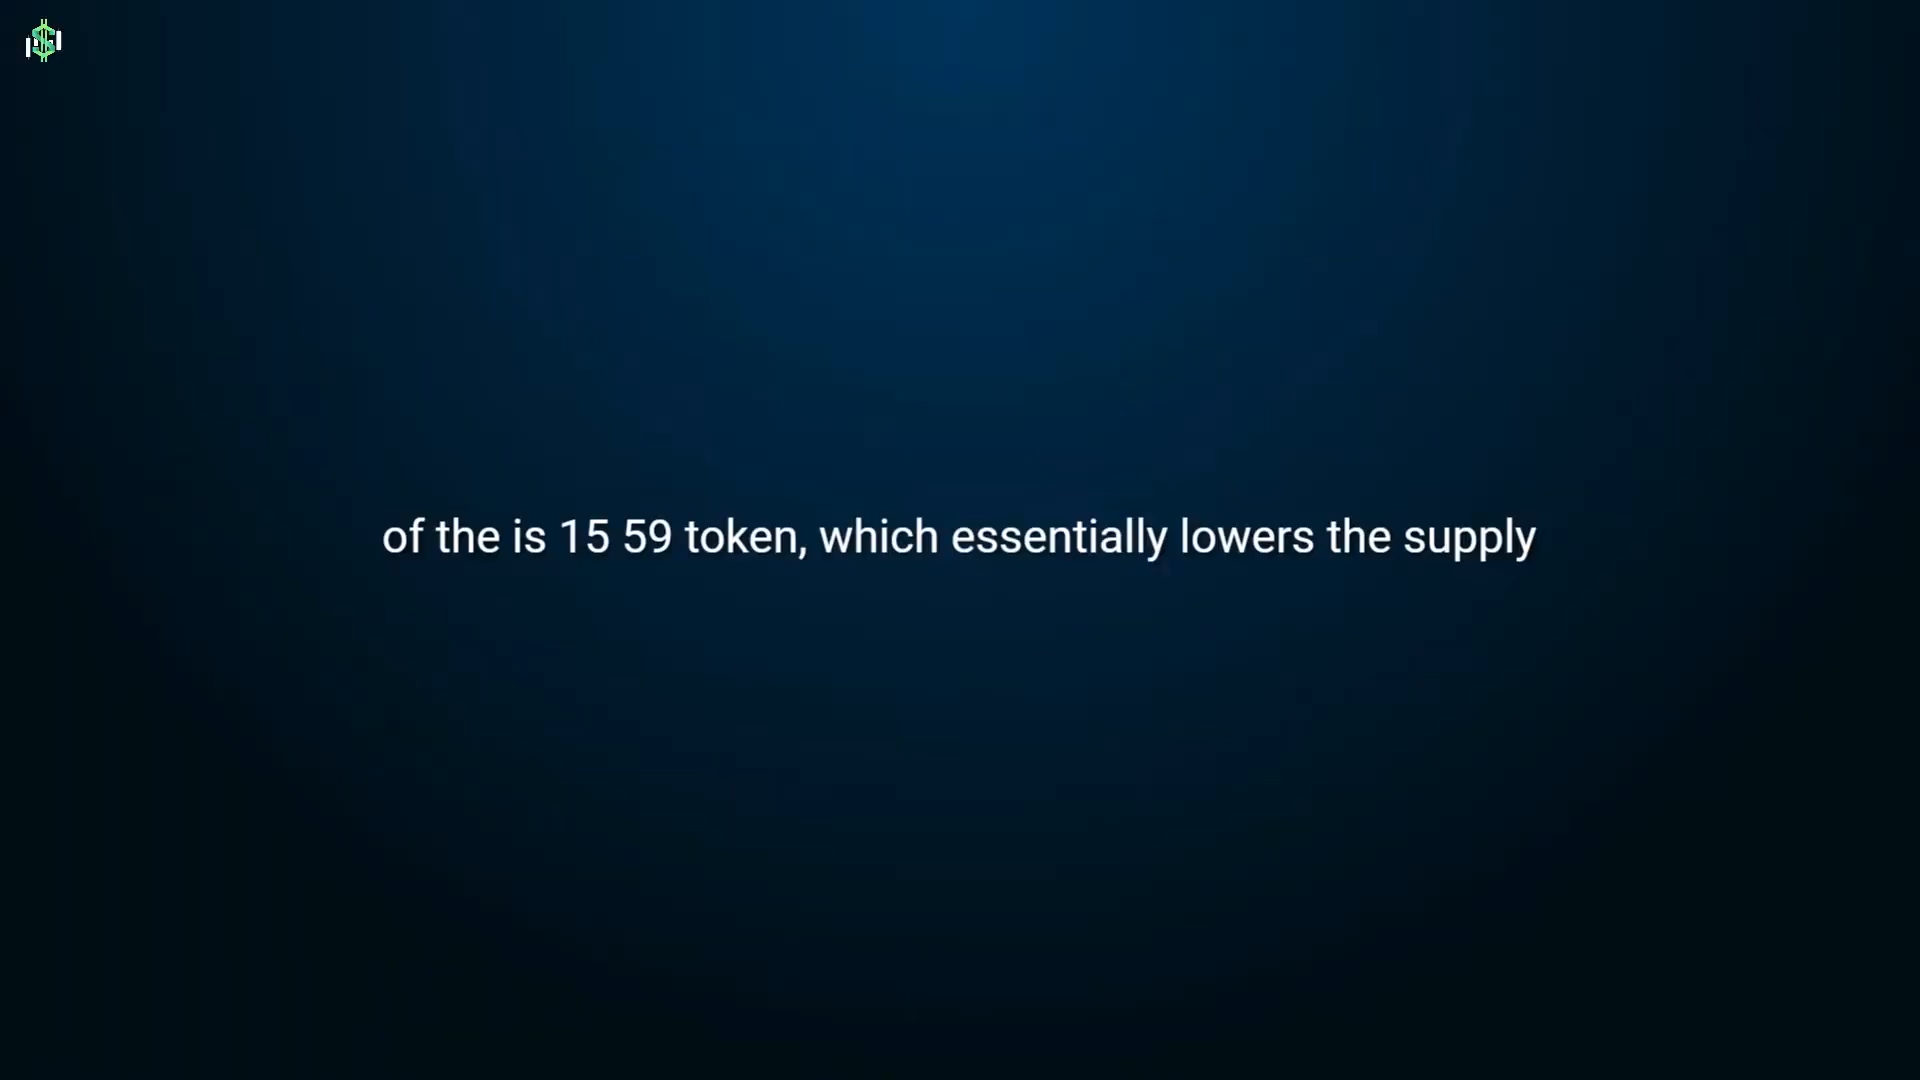 of the is 15 59 token, which essentially lowers the supply